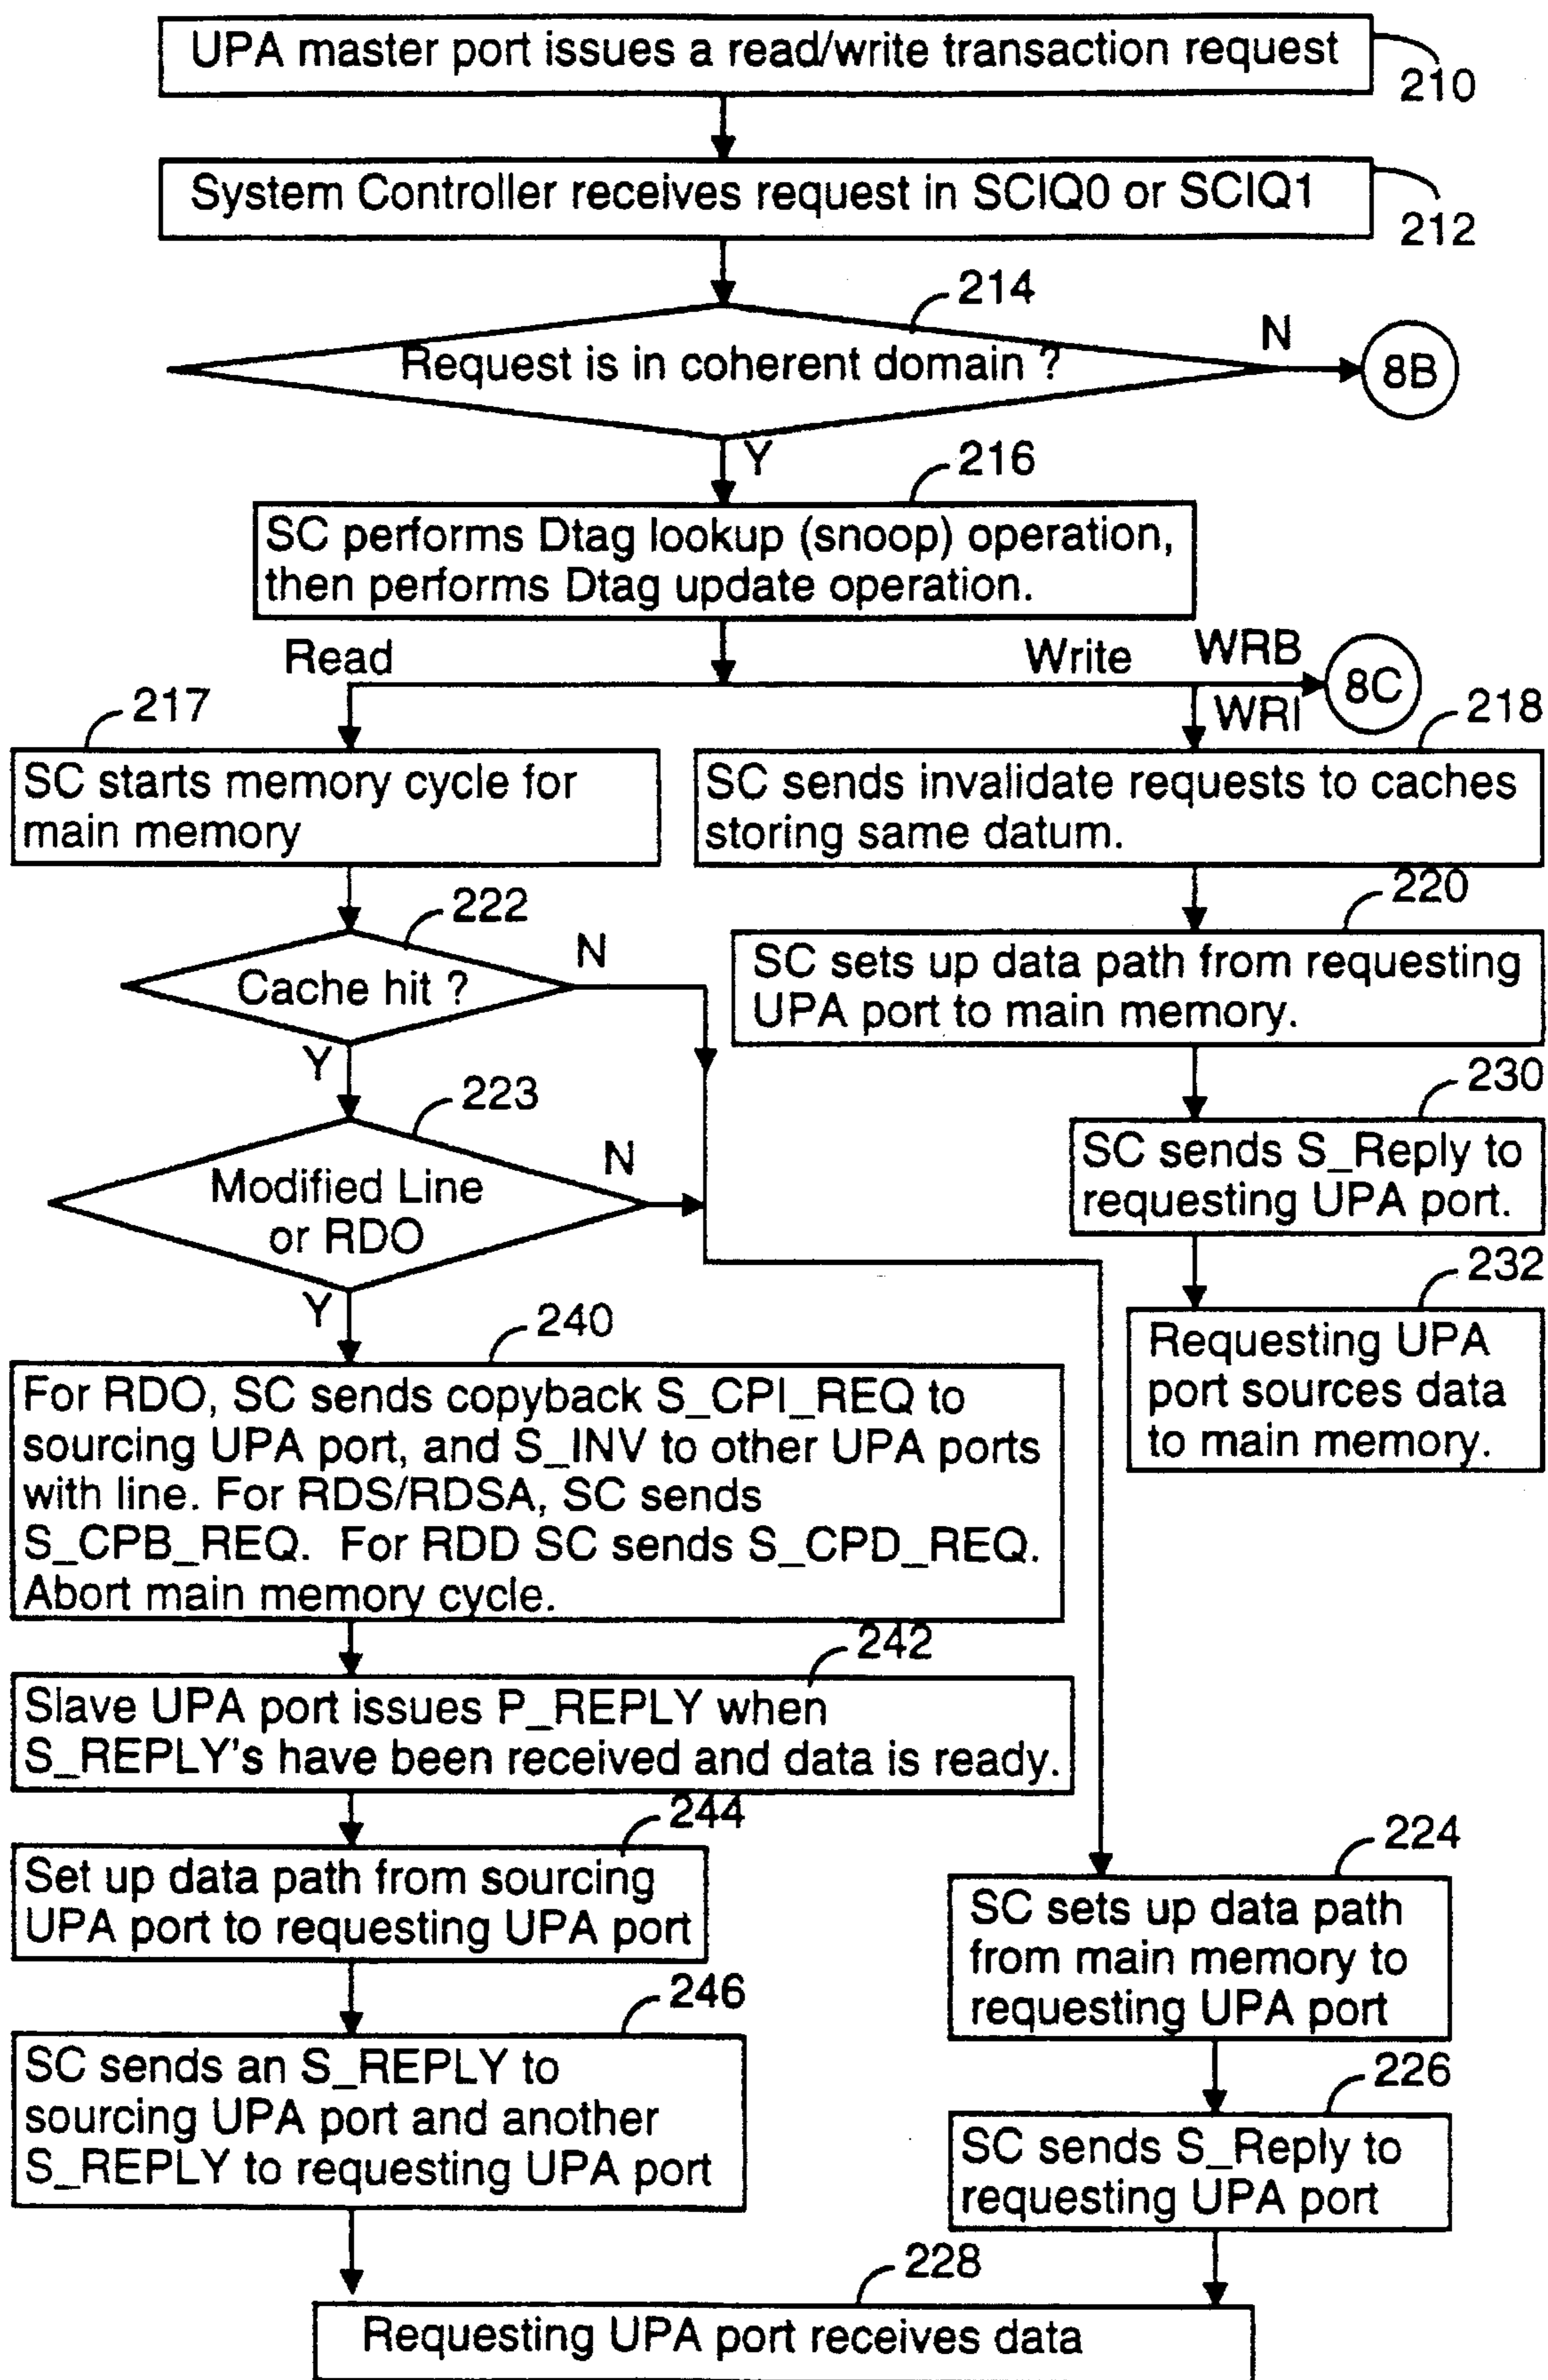 UPA master port issues a read/write transaction request
210
System Controller receives request in SCIQ0 or SCIQ1
212
214
Request is in coherent domain ?
N
8B
Y
216
SC performs Dtag lookup (snoop) operation,
then performs Dtag update operation.
Read
Write
WRB
8C
WRI
217
SC starts memory cycle for
main memory
218
SC sends invalidate requests to caches
storing same datum.
222
Cache hit ?
N
Y
220
SC sets up data path from requesting
UPA port to main memory.
223
Modified Line
or RDO
N
Y
230
SC sends S_Reply to
requesting UPA port.
232
Requesting UPA
port sources data
to main memory.
240
For RDO, SC sends copyback S_CPI_REQ to
sourcing UPA port, and S_INV to other UPA ports
with line. For RDS/RDSA, SC sends
S_CPB_REQ. For RDD SC sends S_CPD_REQ.
Abort main memory cycle.
242
Slave UPA port issues P_REPLY when
S_REPLY's have been received and data is ready.
244
Set up data path from sourcing
UPA port to requesting UPA port
224
SC sets up data path
from main memory to
requesting UPA port
246
SC sends an S_REPLY to
sourcing UPA port and another
S_REPLY to requesting UPA port
226
SC sends S_Reply to
requesting UPA port
228
Requesting UPA port receives data